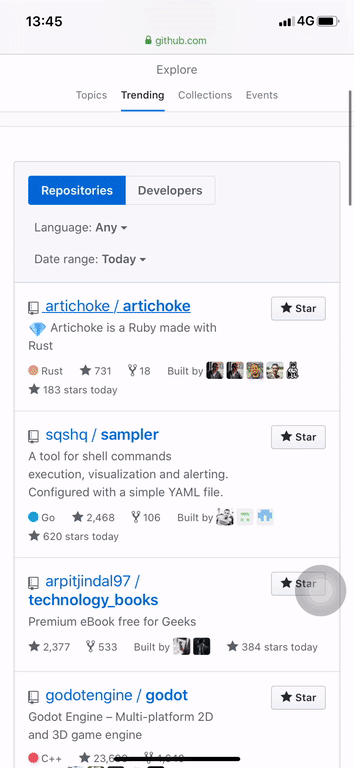 13:45
4G
github.com
Explore
Topics Trending Collections Events
Repositories Developers
Language: Any
Date range: Today
artichoke / artichoke
Star
Artichoke is a Ruby made with
Rust
Rust 731 18 Built by
183 stars today
sqshq / sampler
Star
A tool for shell commands
execution, visualization and alerting.
Configured with a simple YAML file.
Go 2,468 106 Built by
620 stars today
arpitjindal97 /
technology_books
Star
Premium eBook free for Geeks
2,377 533 Built by 384 stars today
godotengine / godot
Star
Godot Engine – Multi-platform 2D
and 3D game engine
C++